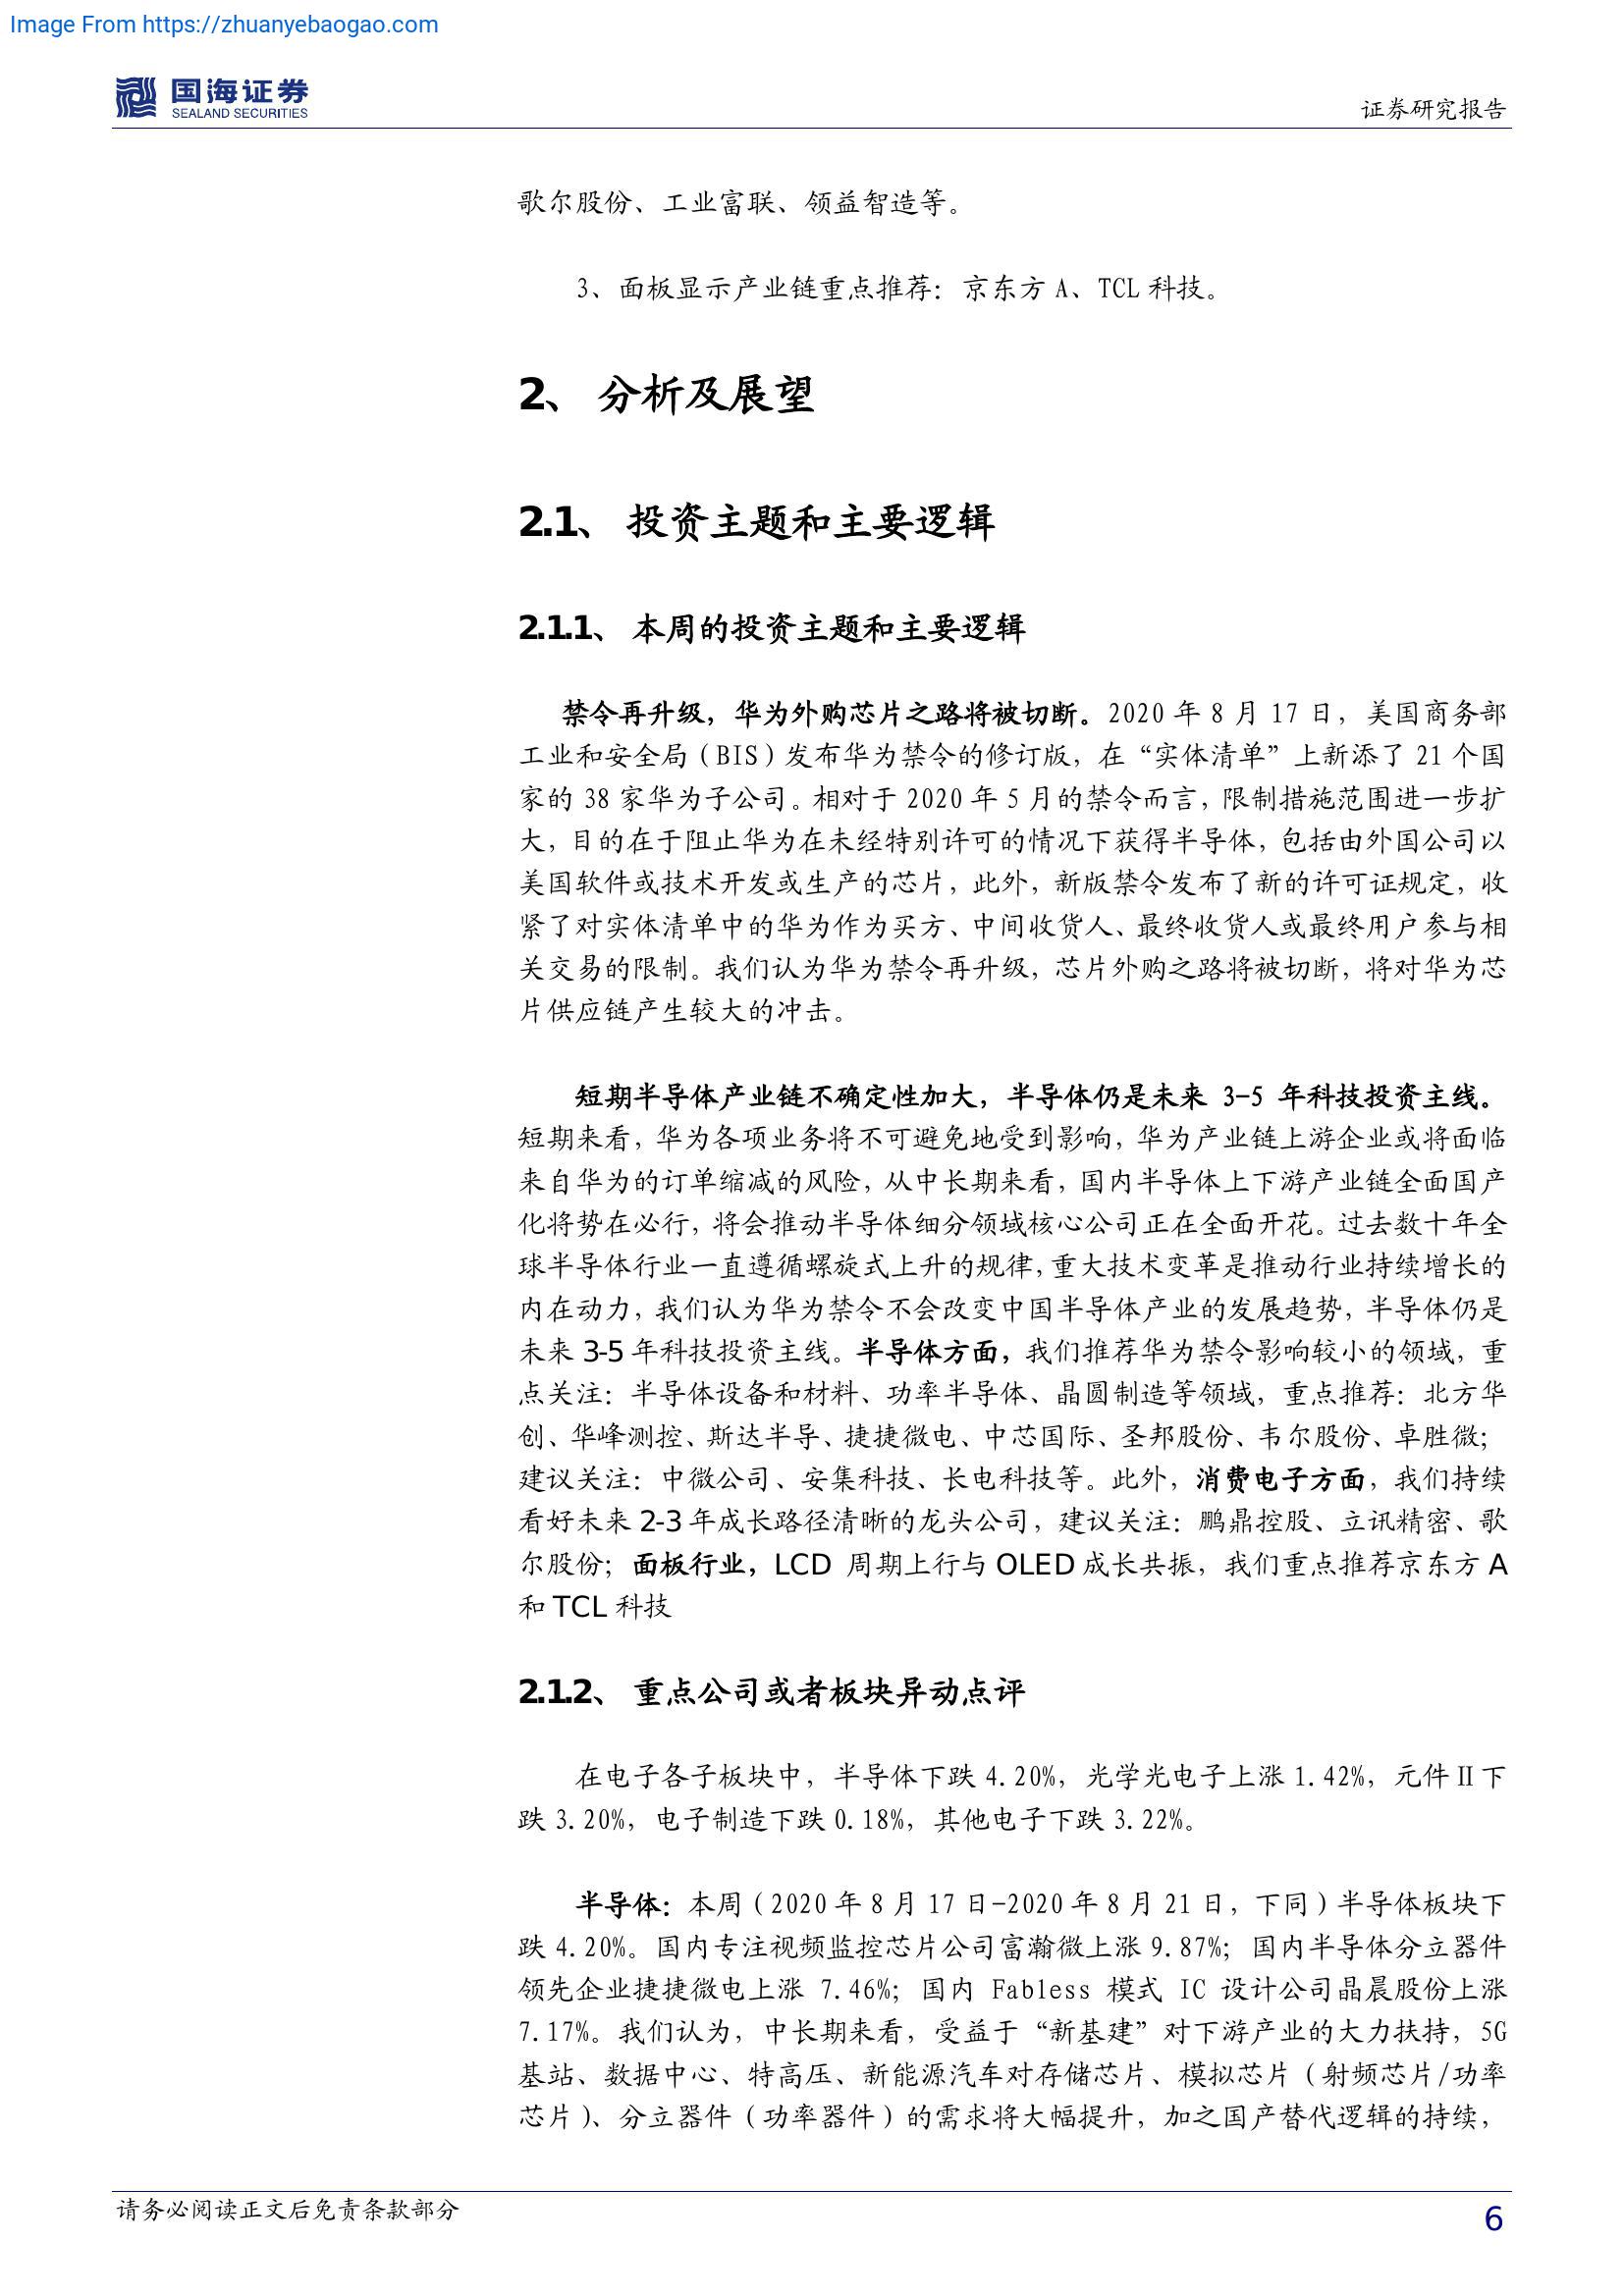 Image From https://zhuanyebaogao.com
国海证券
SEALAND SECURITIES
证券研究报告
歌尔股份、工业富联、领益智造等。
3、面板显示产业链重点推荐：京东方 A、TCL 科技。
2、 分析及展望
2.1、 投资主题和主要逻辑
2.1.1、 本周的投资主题和主要逻辑
禁令再升级，华为外购芯片之路将被切断。2020 年 8 月 17 日，美国商务部
工业和安全局（BIS）发布华为禁令的修订版，在“实体清单”上新添了 21 个国
家的 38 家华为子公司。相对于 2020 年 5 月的禁令而言，限制措施范围进一步扩
大，目的在于阻止华为在未经特别许可的情况下获得半导体，包括由外国公司以
美国软件或技术开发或生产的芯片，此外，新版禁令发布了新的许可证规定，收
紧了对实体清单中的华为作为买方、中间收货人、最终收货人或最终用户参与相
关交易的限制。我们认为华为禁令再升级，芯片外购之路将被切断，将对华为芯
片供应链产生较大的冲击。
短期半导体产业链不确定性加大，半导体仍是未来 3-5 年科技投资主线。
短期来看，华为各项业务将不可避免地受到影响，华为产业链上游企业或将面临
来自华为的订单缩减的风险，从中长期来看，国内半导体上下游产业链全面国产
化将势在必行，将会推动半导体细分领域核心公司正在全面开花。过去数十年全
球半导体行业一直遵循螺旋式上升的规律，重大技术变革是推动行业持续增长的
内在动力，我们认为华为禁令不会改变中国半导体产业的发展趋势，半导体仍是
未来 3-5 年科技投资主线。半导体方面，我们推荐华为禁令影响较小的领域，重
点关注：半导体设备和材料、功率半导体、晶圆制造等领域，重点推荐：北方华
创、华峰测控、斯达半导、捷捷微电、中芯国际、圣邦股份、韦尔股份、卓胜微；
建议关注：中微公司、安集科技、长电科技等。此外，消费电子方面，我们持续
看好未来 2-3 年成长路径清晰的龙头公司，建议关注：鹏鼎控股、立讯精密、歌
尔股份；面板行业，LCD 周期上行与 OLED 成长共振，我们重点推荐京东方 A
和 TCL 科技
2.1.2、 重点公司或者板块异动点评
在电子各子板块中，半导体下跌 4.20%，光学光电子上涨 1.42%，元件 II 下
跌 3.20%，电子制造下跌 0.18%，其他电子下跌 3.22%。
半导体：本周（2020 年 8 月 17 日-2020 年 8 月 21 日，下同）半导体板块下
跌 4.20%。国内专注视频监控芯片公司富瀚微上涨 9.87%；国内半导体分立器件
领先企业捷捷微电上涨 7.46%；国内 Fabless 模式 IC 设计公司晶晨股份上涨
7.17%。我们认为，中长期来看，受益于“新基建”对下游产业的大力扶持，5G
基站、数据中心、特高压、新能源汽车对存储芯片、模拟芯片（射频芯片/功率
芯片）、分立器件（功率器件）的需求将大幅提升，加之国产替代逻辑的持续，
请务必阅读正文后免责条款部分
6